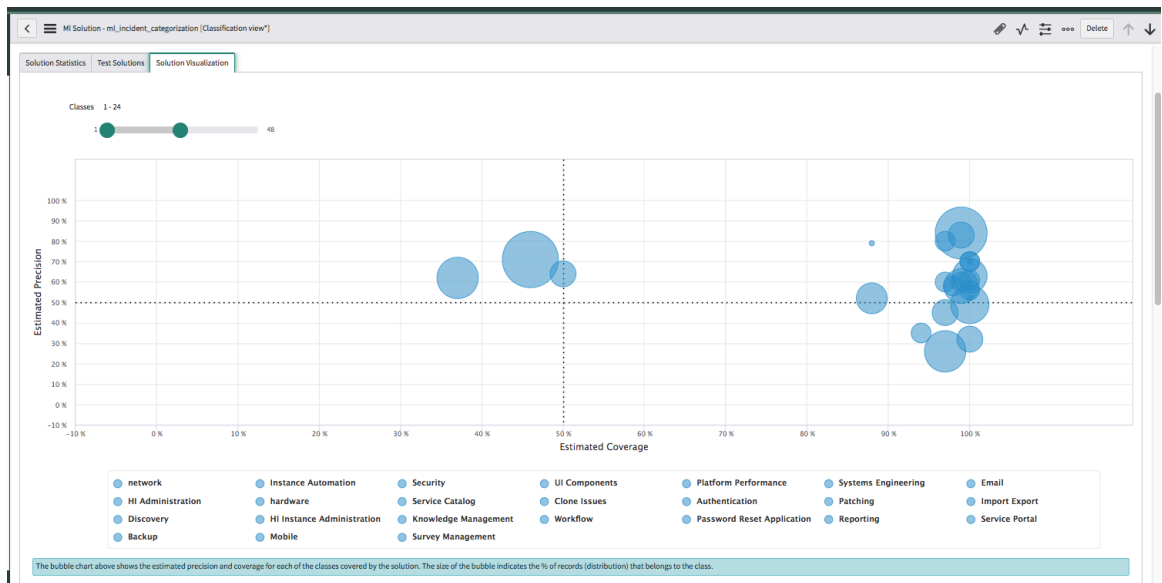 Ml Solution - ml_incident_categorization [Classification view*]
Delete
Solution Statistics Test Solutions Solution Visualization
Classes 1 - 24
1 48
100 %
90 %
80 %
70 %
60 %
50 %
40 %
30 %
20 %
10 %
0 %
-10 %
Estimated Precision
-10 % 0 % 10 % 20 % 30 % 40 % 50 % 60 % 70 % 80 % 90 % 100 %
Estimated Coverage
network Instance Automation Security UI Components Platform Performance Systems Engineering Email
HI Administration hardware Service Catalog Clone Issues Authentication Patching Import Export
Discovery HI Instance Administration Knowledge Management Workflow Password Reset Application Reporting Service Portal
Backup Mobile Survey Management
The bubble chart above shows the estimated precision and coverage for each of the classes covered by the solution. The size of the bubble indicates the % of records (distribution) that belongs to the class.